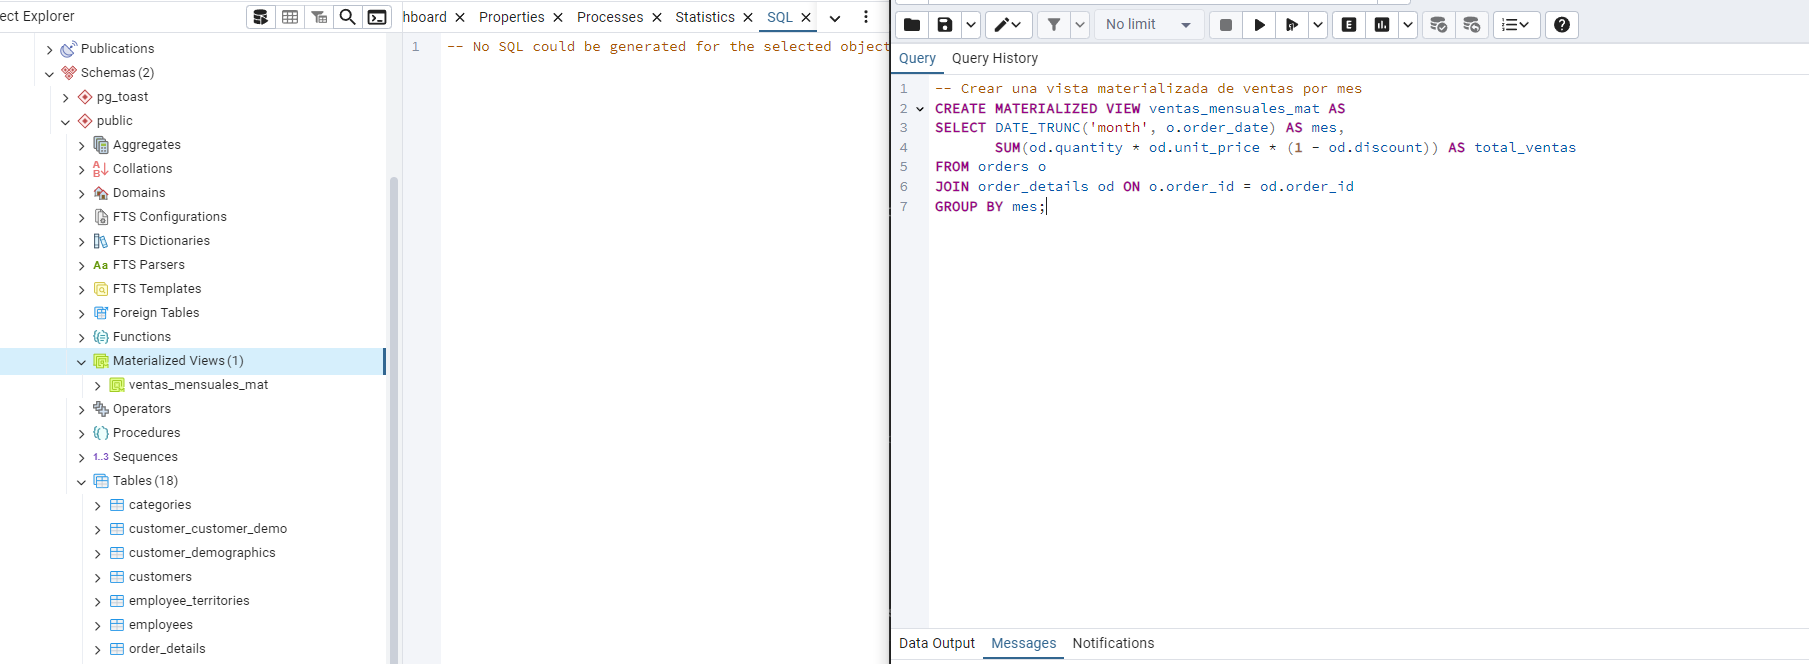 ect Explorer
Publications
Schemas (2)
pg_toast
public
Aggregates
Collations
Domains
FTS Configurations
FTS Dictionaries
Aa FTS Parsers
FTS Templates
Foreign Tables
Functions
Materialized Views (1)
ventas_mensuales_mat
Operators
Procedures
1..3 Sequences
Tables (18)
categories
customer_customer_demo
customer_demographics
customers
employee_territories
employees
order_details
hboard Properties Processes Statistics SQL
1 -- No SQL could be generated for the selected object
No limit E
Query Query History
1 -- Crear una vista materializada de ventas por mes
2 CREATE MATERIALIZED VIEW ventas_mensuales_mat AS
3 SELECT DATE_TRUNC('month', o.order_date) AS mes,
4 SUM(od.quantity * od.unit_price * (1 - od.discount)) AS total_ventas
5 FROM orders o
6 JOIN order_details od ON o.order_id = od.order_id
7 GROUP BY mes;
Data Output Messages Notifications